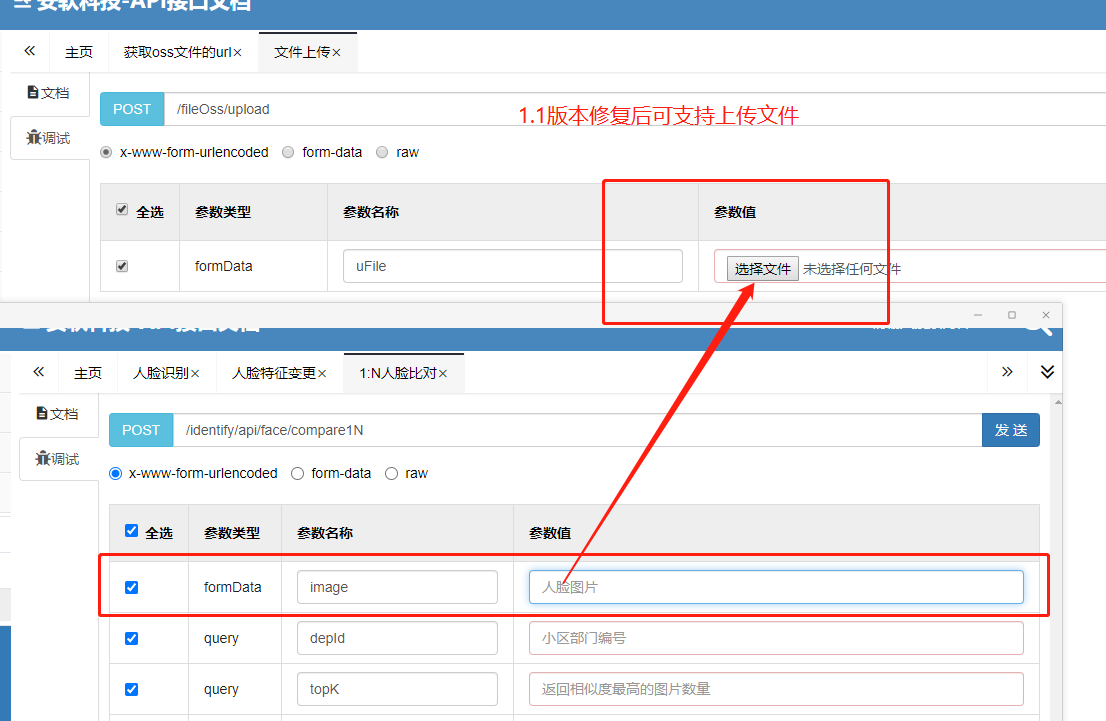 安软科技-API接口文档
主页
获取oss文件的url×
文件上传×
文档
调试
POST
/fileOss/upload
1.1版本修复后可支持上传文件
x-www-form-urlencoded
form-data
raw
全选
参数类型
参数名称
参数值
formData
uFile
选择文件 未选择任何文件
主页
人脸识别×
人脸特征变更×
1:N人脸比对×
文档
调试
POST
/identify/api/face/compare1N
发 送
x-www-form-urlencoded
form-data
raw
全选
参数类型
参数名称
参数值
formData
image
人脸图片
query
depId
小区部门编号
query
topK
返回相似度最高的图片数量